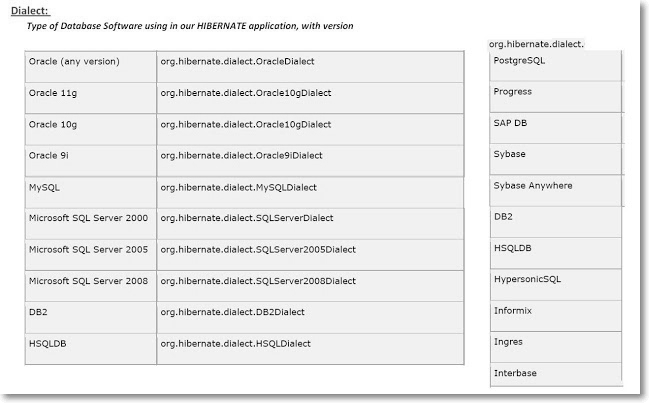 Dialect:
Type of Database Software using in our HIBERNATE application, with version
Oracle (any version) org.hibernate.dialect.OracleDialect
Oracle 11g org.hibernate.dialect.Oracle10gDialect
Oracle 10g org.hibernate.dialect.Oracle10gDialect
Oracle 9i org.hibernate.dialect.Oracle9iDialect
MySQL org.hibernate.dialect.MySQLDialect
Microsoft SQL Server 2000 org.hibernate.dialect.SQLServerDialect
Microsoft SQL Server 2005 org.hibernate.dialect.SQLServer2005Dialect
Microsoft SQL Server 2008 org.hibernate.dialect.SQLServer2008Dialect
DB2 org.hibernate.dialect.DB2Dialect
HSQLDB org.hibernate.dialect.HSQLDialect
org.hibernate.dialect.
PostgreSQL
Progress
SAP DB
Sybase
Sybase Anywhere
DB2
HSQLDB
HypersonicSQL
Informix
Ingres
Interbase